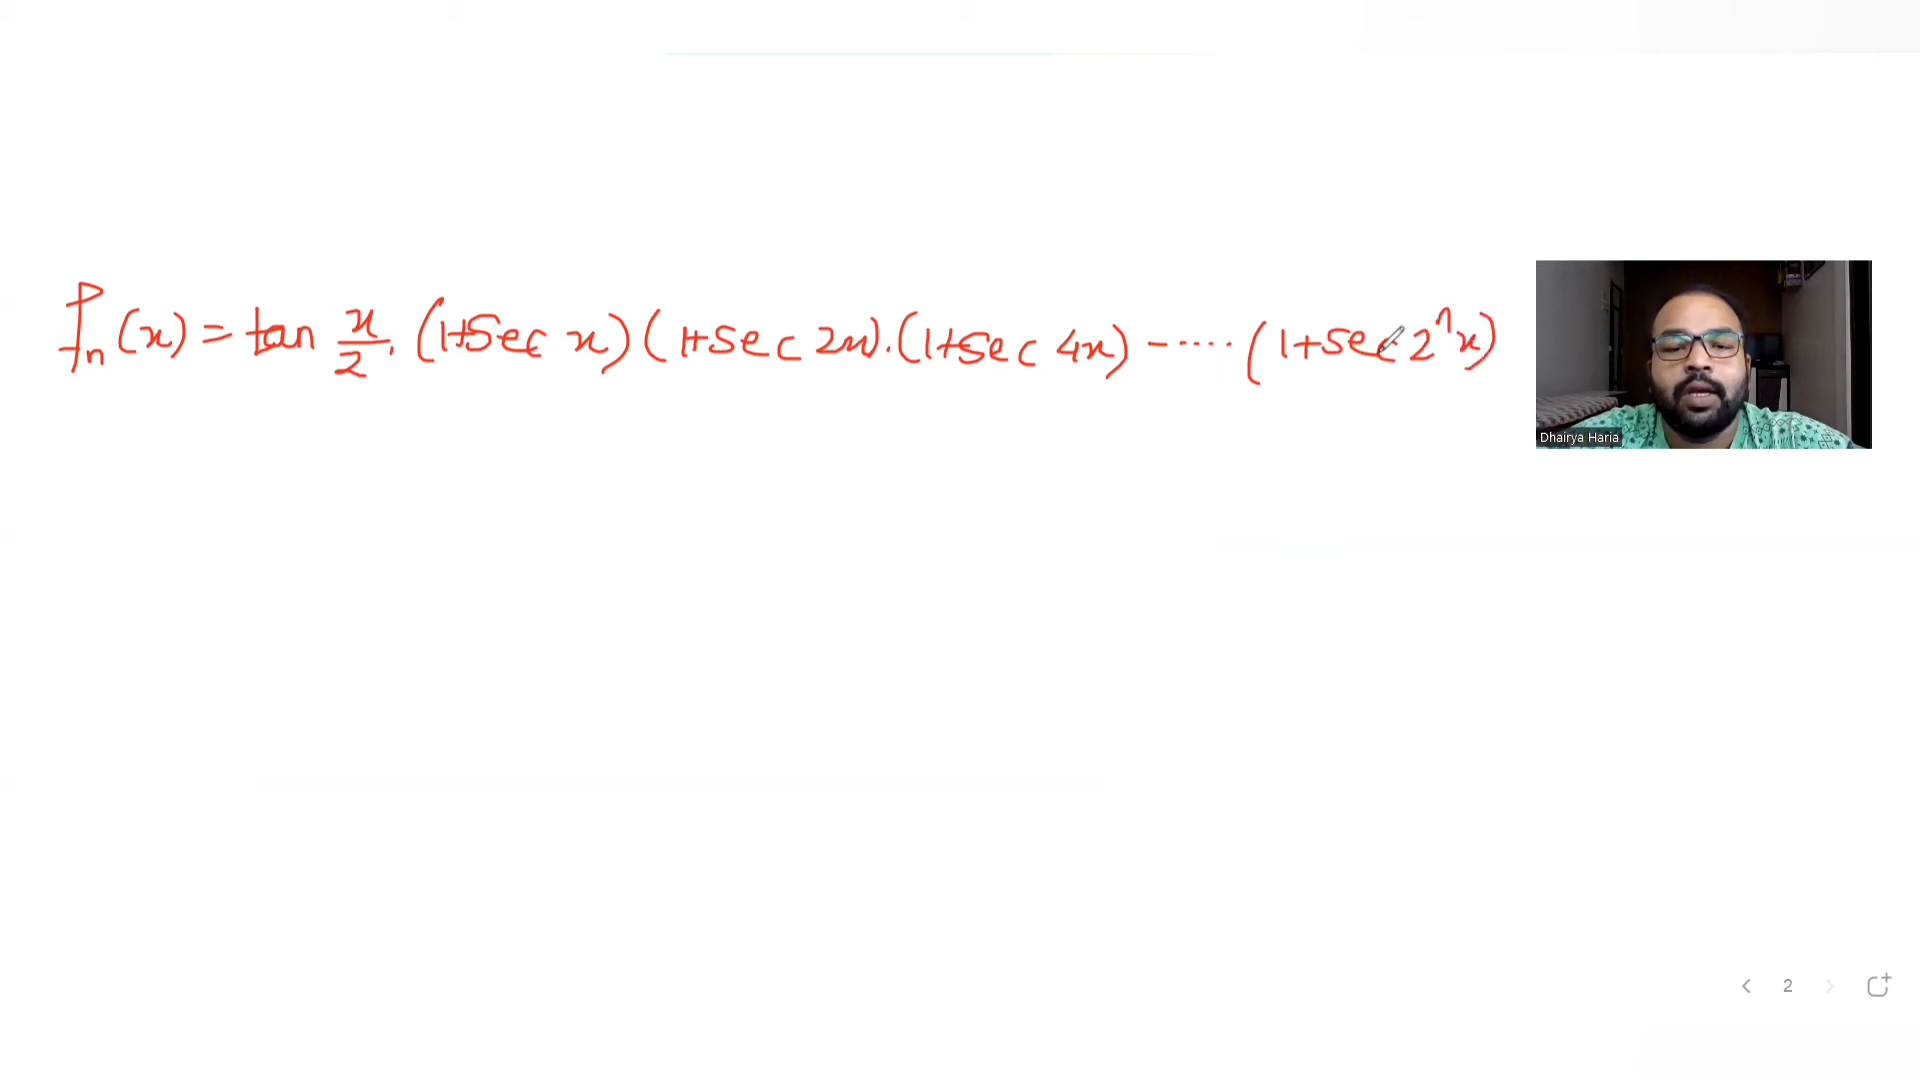 fn (x) = tan x/2 . (1+sec x) (1+sec 2x).(1+sec 4x) - ..... (1+sec 2^n x)
Dhairya Haria
2